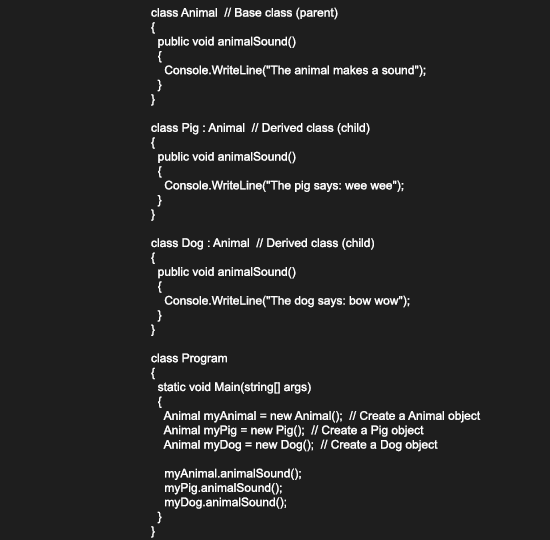 class Animal  // Base class (parent)
{
  public void animalSound()
  {
    Console.WriteLine("The animal makes a sound");
  }
}

class Pig : Animal  // Derived class (child)
{
  public void animalSound()
  {
    Console.WriteLine("The pig says: wee wee");
  }
}

class Dog : Animal  // Derived class (child)
{
  public void animalSound()
  {
    Console.WriteLine("The dog says: bow wow");
  }
}

class Program
{
  static void Main(string[] args)
  {
    Animal myAnimal = new Animal();  // Create a Animal object
    Animal myPig = new Pig();  // Create a Pig object
    Animal myDog = new Dog();  // Create a Dog object

    myAnimal.animalSound();
    myPig.animalSound();
    myDog.animalSound();
  }
}